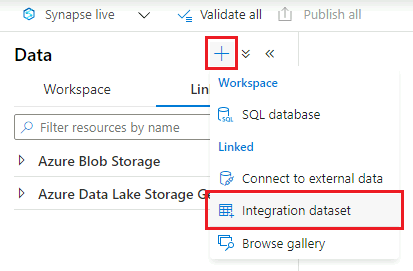 Synapse live
Validate all
Publish all
Data
Workspace
Lin
Workspace
SQL database
Filter resources by name
Linked
Azure Blob Storage
Connect to external data
Azure Data Lake Storage Ge
Integration dataset
Browse gallery